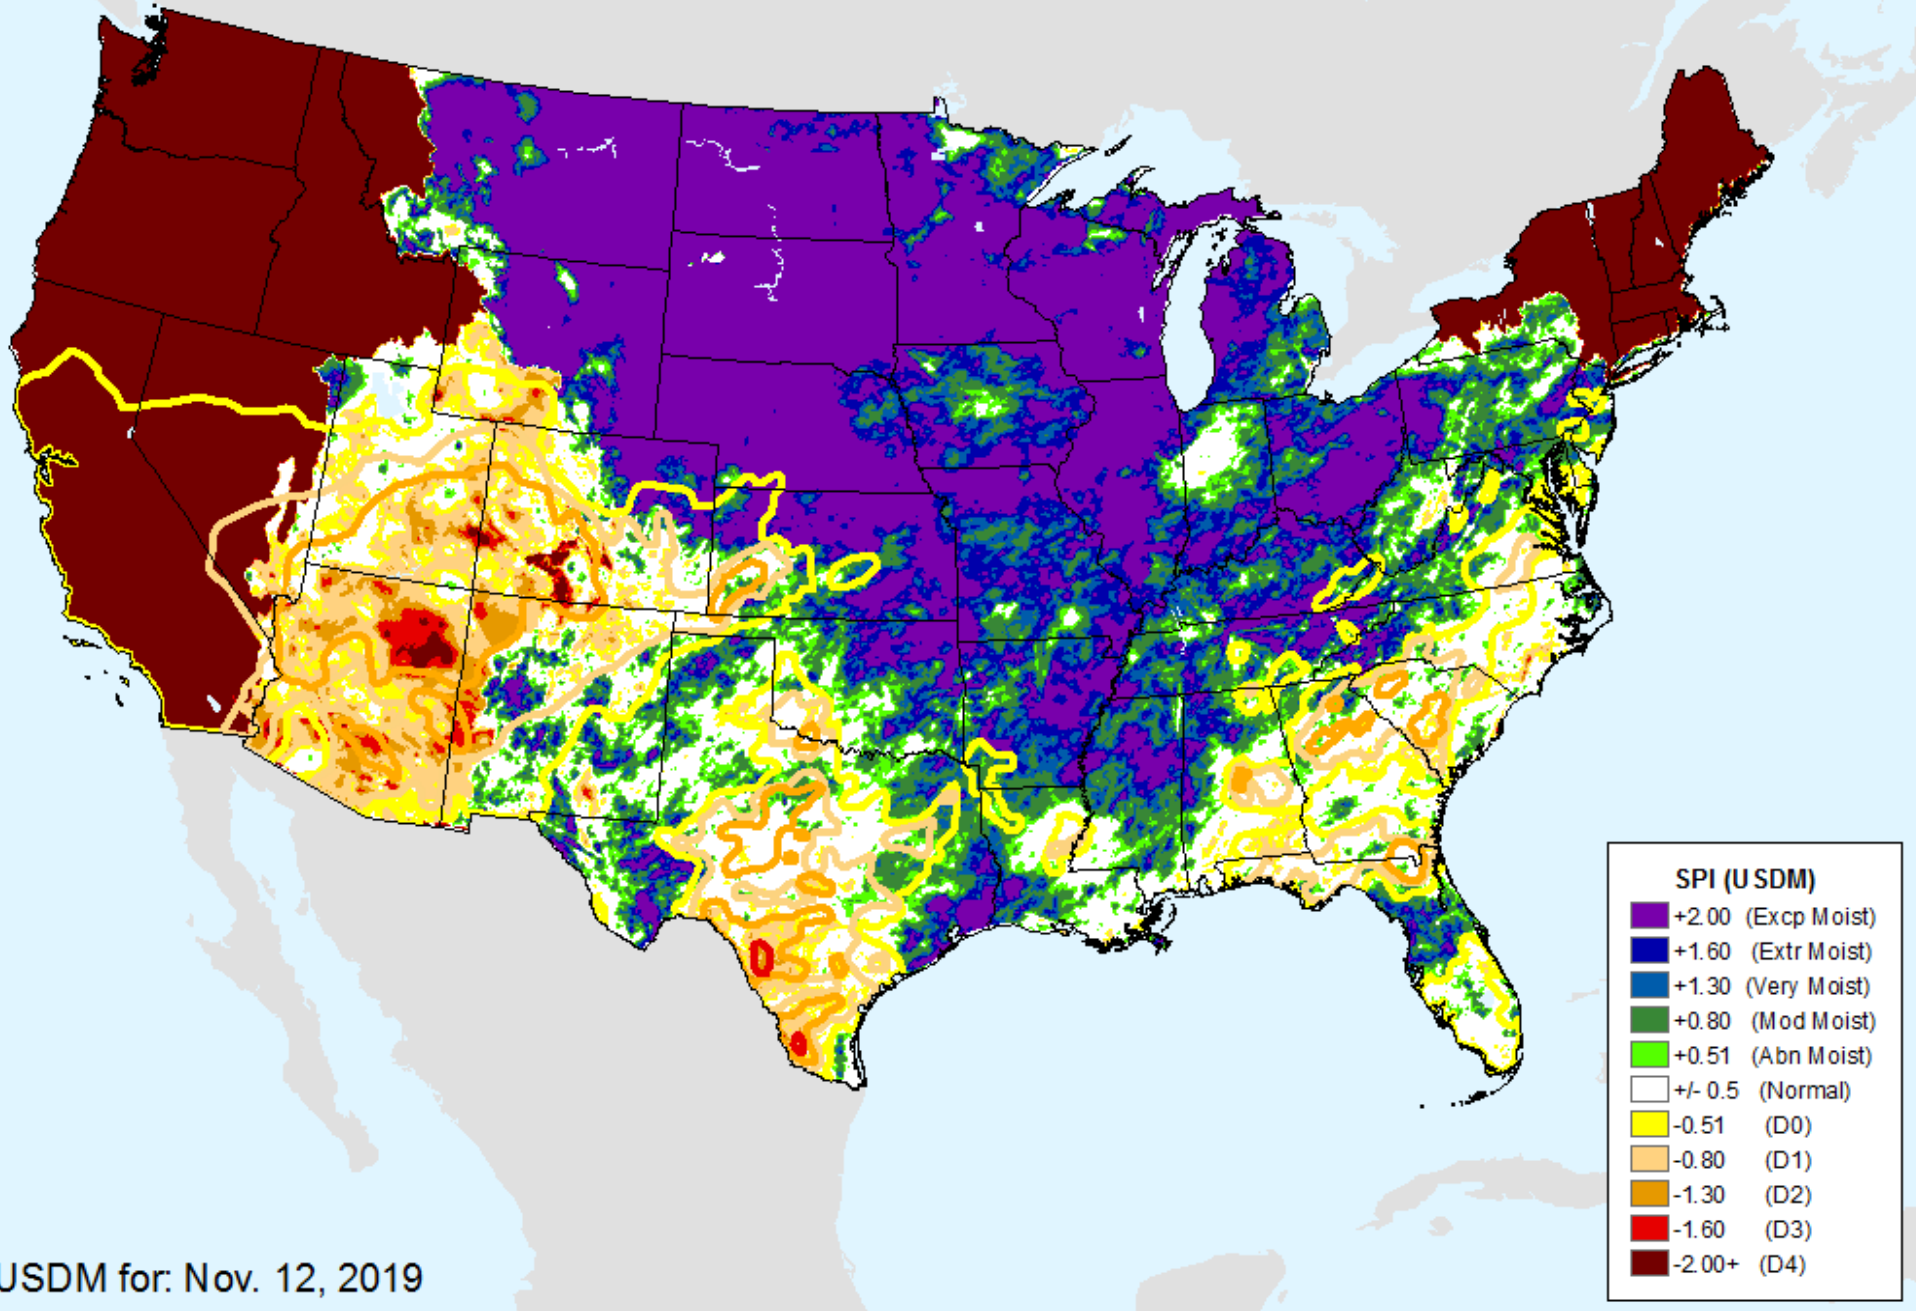 SPI (USDM)
+2.00 (Excp Moist)
+1.60 (Extr Moist)
+1.30 (Very Moist)
+0.80 (Mod Moist)
+0.51 (Abn Moist)
+/- 0.5 (Normal)
-0.51 (D0)
-0.80 (D1)
-1.30 (D2)
-1.60 (D3)
-2.00+ (D4)
USDM for: Nov. 12, 2019